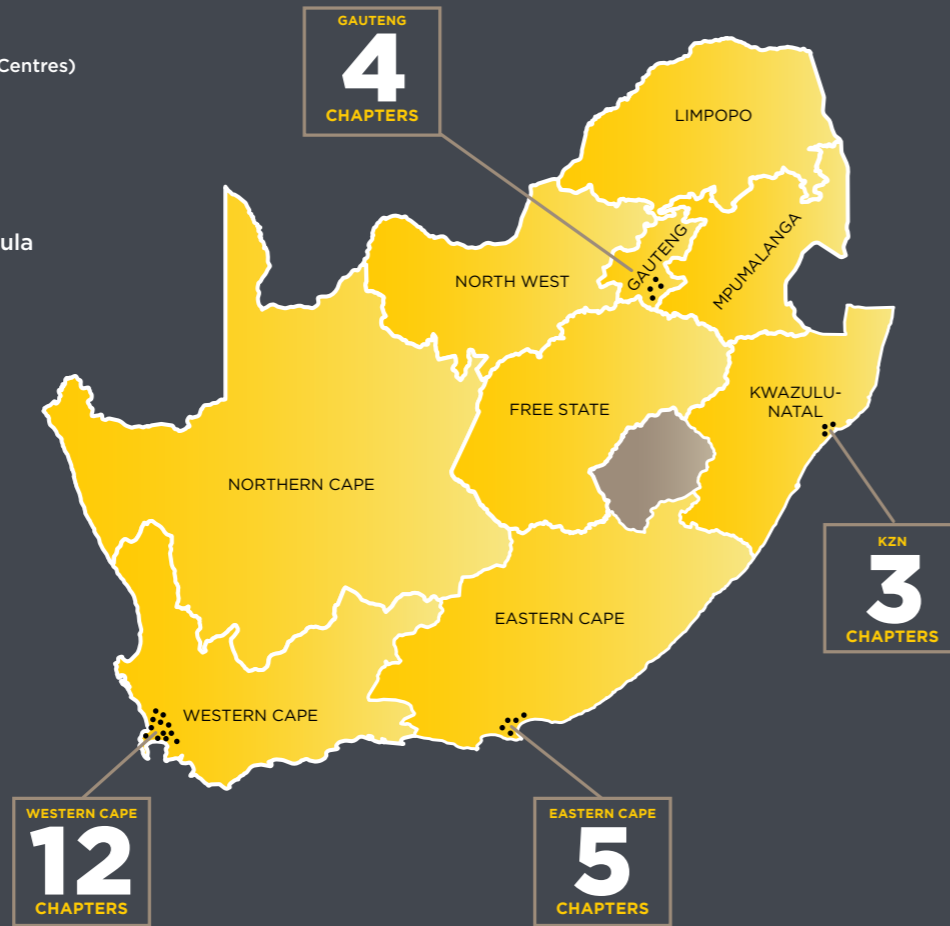 Centres)
ula
GAUTENG
4
CHAPTERS
LIMPOPO
MPUMALANGA
GAUTENG
NORTH WEST
KWAZULU-
NATAL
FREE STATE
NORTHERN CAPE
KZN
3
CHAPTERS
EASTERN CAPE
WESTERN CAPE
WESTERN CAPE
12
CHAPTERS
EASTERN CAPE
5
CHAPTERS